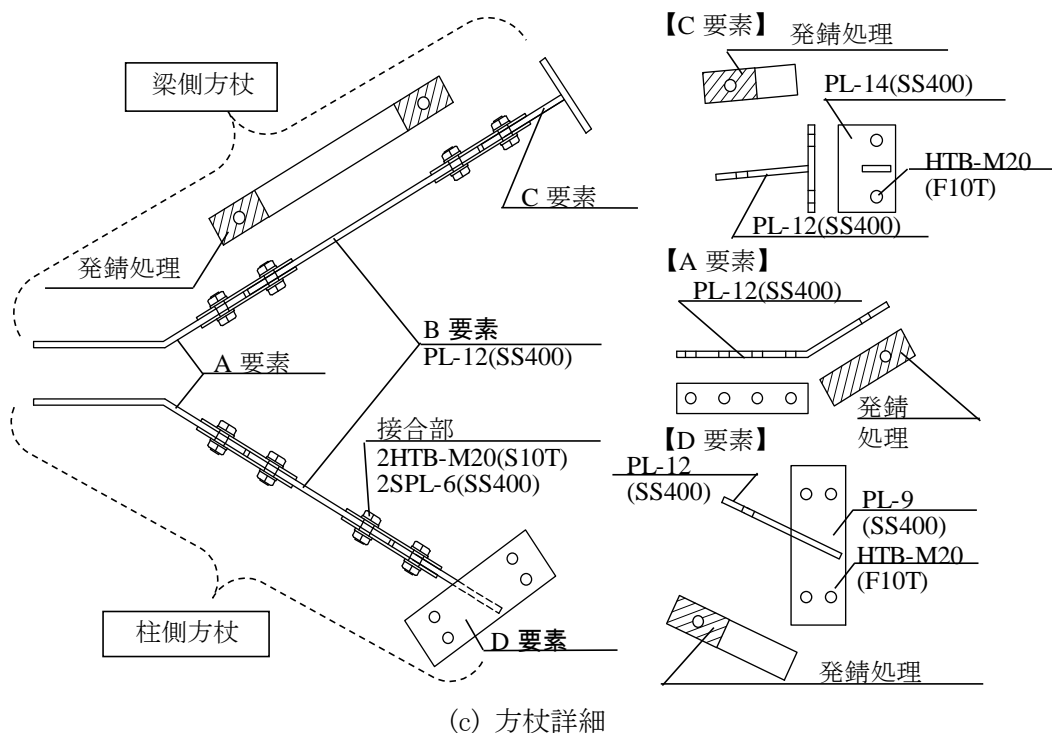 梁側方杖
発錆処理
C 要素
A 要素
B 要素
PL-12(SS400)
接合部
2HTB-M20(S10T)
2SPL-6(SS400)
柱側方杖
D 要素
【C 要素】
発錆処理
PL-14(SS400)
HTB-M20
(F10T)
PL-12(SS400)
【A 要素】
PL-12(SS400)
発錆
処理
【D 要素】
PL-12
(SS400)
PL-9
(SS400)
HTB-M20
(F10T)
発錆処理
(c) 方杖詳細